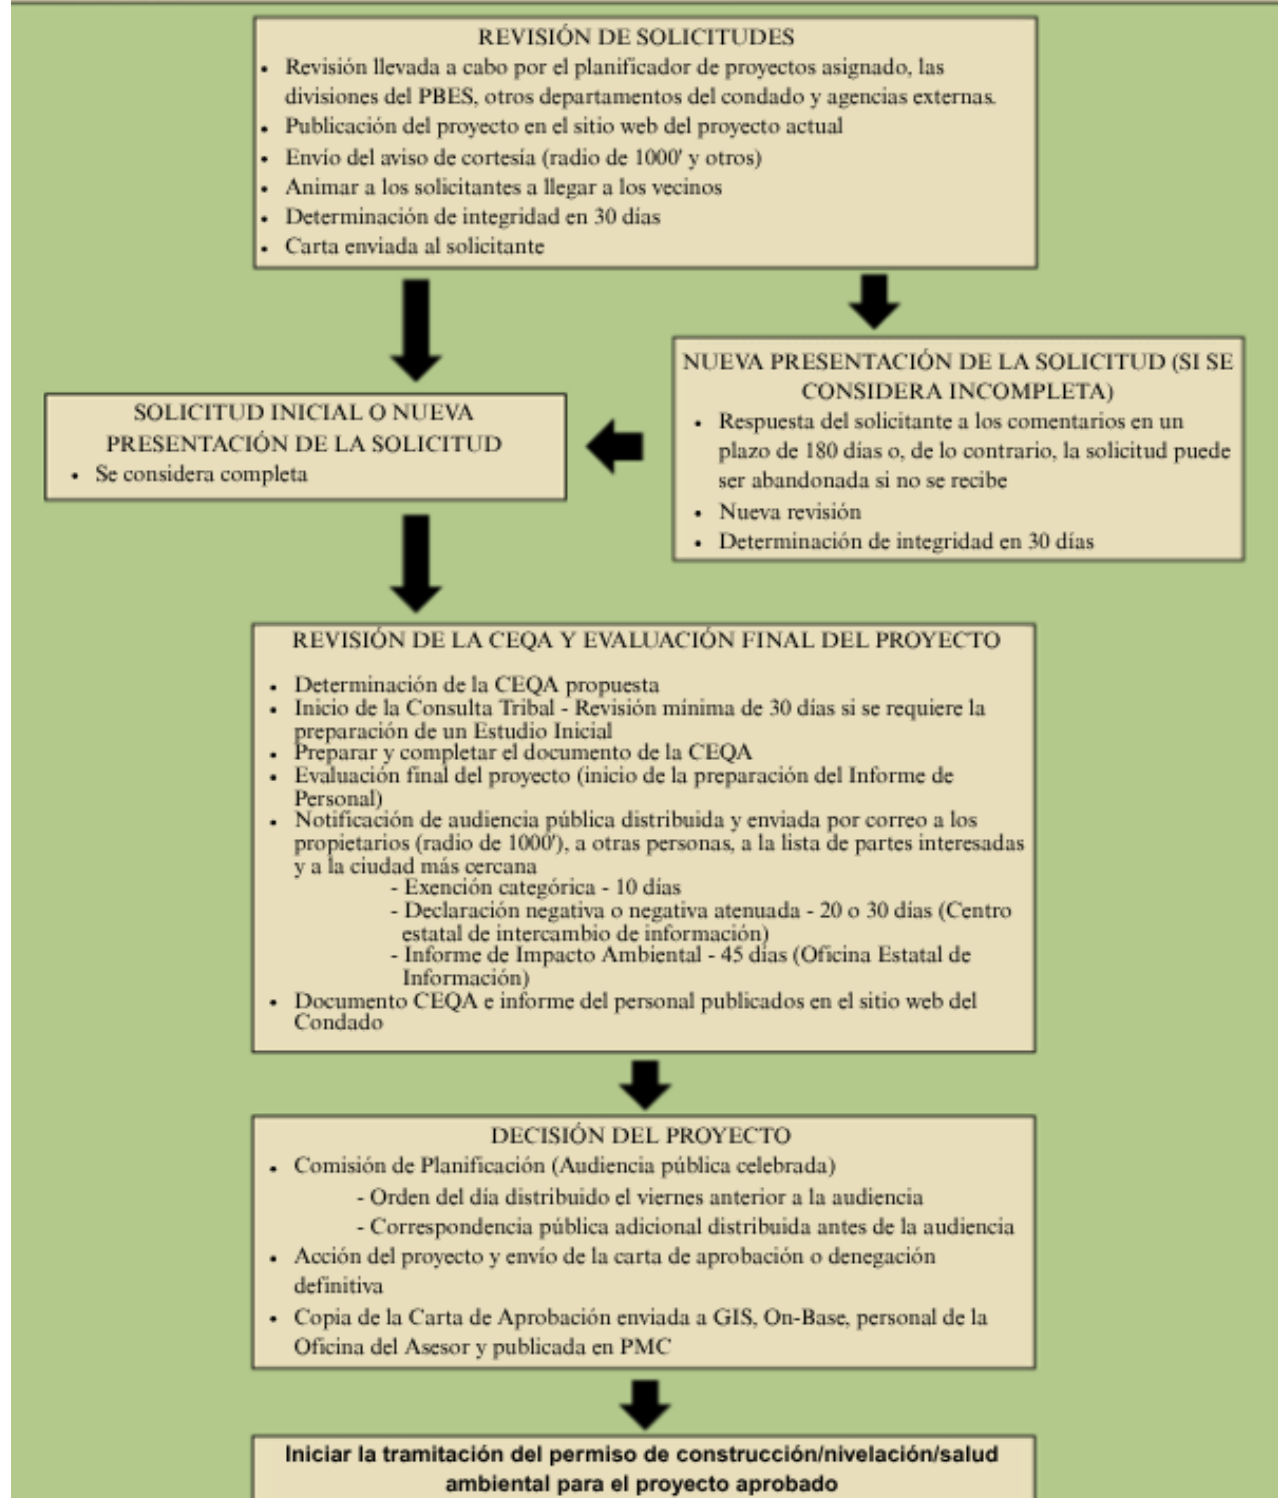 REVISIÓN DE SOLICITUDES
• Revisión llevada a cabo por el planificador de proyectos asignado, las
divisiones del PBES, otros departamentos del condado y agencias externas.
• Publicación del proyecto en el sitio web del proyecto actual
• Envío del aviso de cortesía (radio de 1000' y otros)
• Animar a los solicitantes a llegar a los vecinos
• Determinación de integridad en 30 días
• Carta enviada al solicitante
NUEVA PRESENTACIÓN DE LA SOLICITUD (SI SE
CONSIDERA INCOMPLETA)
• Respuesta del solicitante a los comentarios en un
plazo de 180 días o, de lo contrario, la solicitud puede
ser abandonada si no se recibe
• Nueva revisión
• Determinación de integridad en 30 días
SOLICITUD INICIAL O NUEVA
PRESENTACIÓN DE LA SOLICITUD
• Se considera completa
REVISIÓN DE LA CEQA Y EVALUACIÓN FINAL DEL PROYECTO
• Determinación de la CEQA propuesta
• Inicio de la Consulta Tribal - Revisión mínima de 30 días si se requiere la
preparación de un Estudio Inicial
• Preparar y completar el documento de la CEQA
• Evaluación final del proyecto (inicio de la preparación del Informe de
Personal)
• Notificación de audiencia pública distribuida y enviada por correo a los
propietarios (radio de 1000'), a otras personas, a la lista de partes interesadas
y a la ciudad más cercana
- Exención categórica - 10 días
- Declaración negativa o negativa atenuada - 20 o 30 días (Centro
estatal de intercambio de información)
- Informe de Impacto Ambiental - 45 días (Oficina Estatal de
Información)
• Documento CEQA e informe del personal publicados en el sitio web del
Condado
DECISIÓN DEL PROYECTO
• Comisión de Planificación (Audiencia pública celebrada)
- Orden del día distribuido el viernes anterior a la audiencia
- Correspondencia pública adicional distribuida antes de la audiencia
• Acción del proyecto y envío de la carta de aprobación o denegación
definitiva
• Copia de la Carta de Aprobación enviada a GIS, On-Base, personal de la
Oficina del Asesor y publicada en PMC
Iniciar la tramitación del permiso de construcción/nivelación/salud
ambiental para el proyecto aprobado